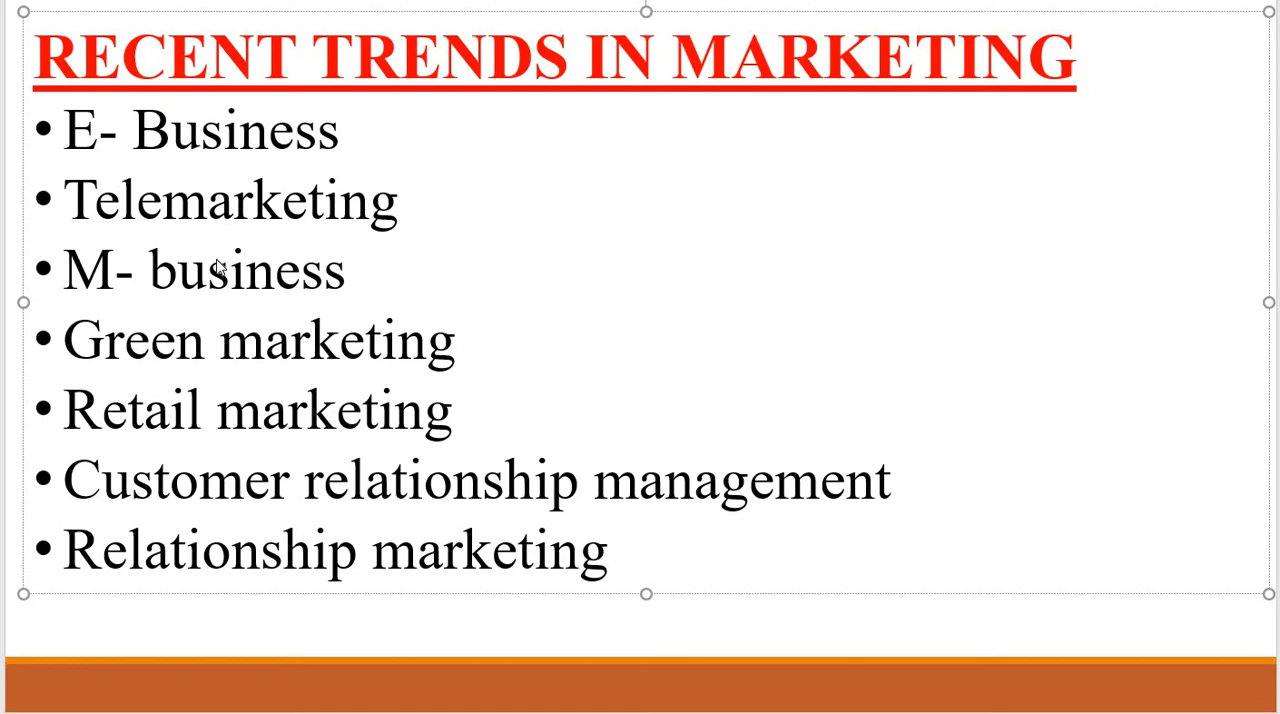 RECENT TRENDS IN MARKETING
• E- Business
• Telemarketing
• M- business
• Green marketing
• Retail marketing
• Customer relationship management
• Relationship marketing